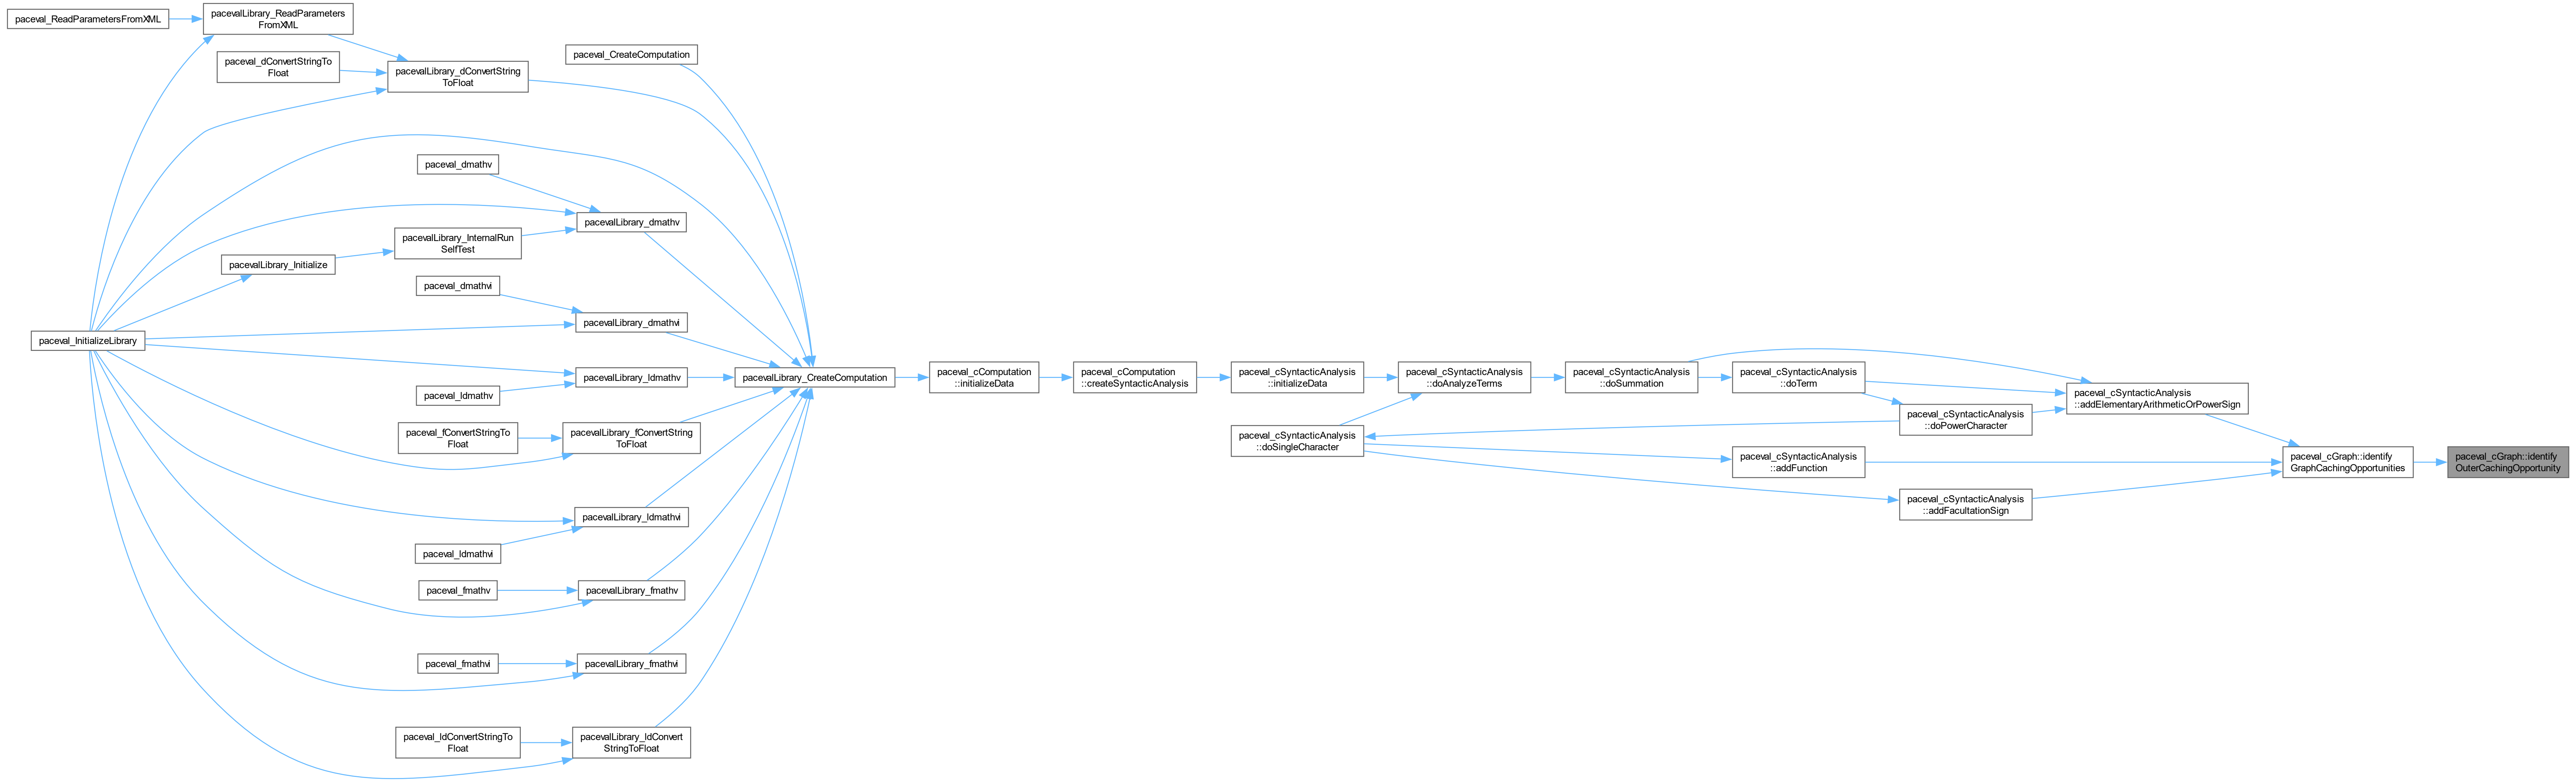 paceval_ReadParametersFromXML
pacevalLibrary_ReadParameters
FromXML
paceval_dConvertStringTo
Float
pacevalLibrary_dConvertString
ToFloat
paceval_CreateComputation
paceval_dmathv
pacevalLibrary_dmathv
pacevalLibrary_InternalRun
SelfTest
pacevalLibrary_Initialize
paceval_dmathvi
pacevalLibrary_dmathvi
paceval_InitializeLibrary
pacevalLibrary_ldmathv
paceval_ldmathv
pacevalLibrary_CreateComputation
paceval_cComputation
::initializeData
paceval_cComputation
::createSyntacticAnalysis
paceval_cSyntacticAnalysis
::initializeData
paceval_cSyntacticAnalysis
::doAnalyzeTerms
paceval_cSyntacticAnalysis
::doSummation
paceval_cSyntacticAnalysis
::doTerm
paceval_cSyntacticAnalysis
::addElementaryArithmeticOrPowerSign
paceval_cSyntacticAnalysis
::doPowerCharacter
paceval_cSyntacticAnalysis
::doSingleCharacter
paceval_cSyntacticAnalysis
::addFunction
paceval_cSyntacticAnalysis
::addFacultationSign
paceval_cGraph::identify
GraphCachingOpportunities
paceval_cGraph::identify
OuterCachingOpportunity
paceval_fConvertStringTo
Float
pacevalLibrary_fConvertString
ToFloat
pacevalLibrary_ldmathvi
paceval_ldmathvi
paceval_fmathv
pacevalLibrary_fmathv
paceval_fmathvi
pacevalLibrary_fmathvi
paceval_ldConvertStringTo
Float
pacevalLibrary_ldConvert
StringToFloat